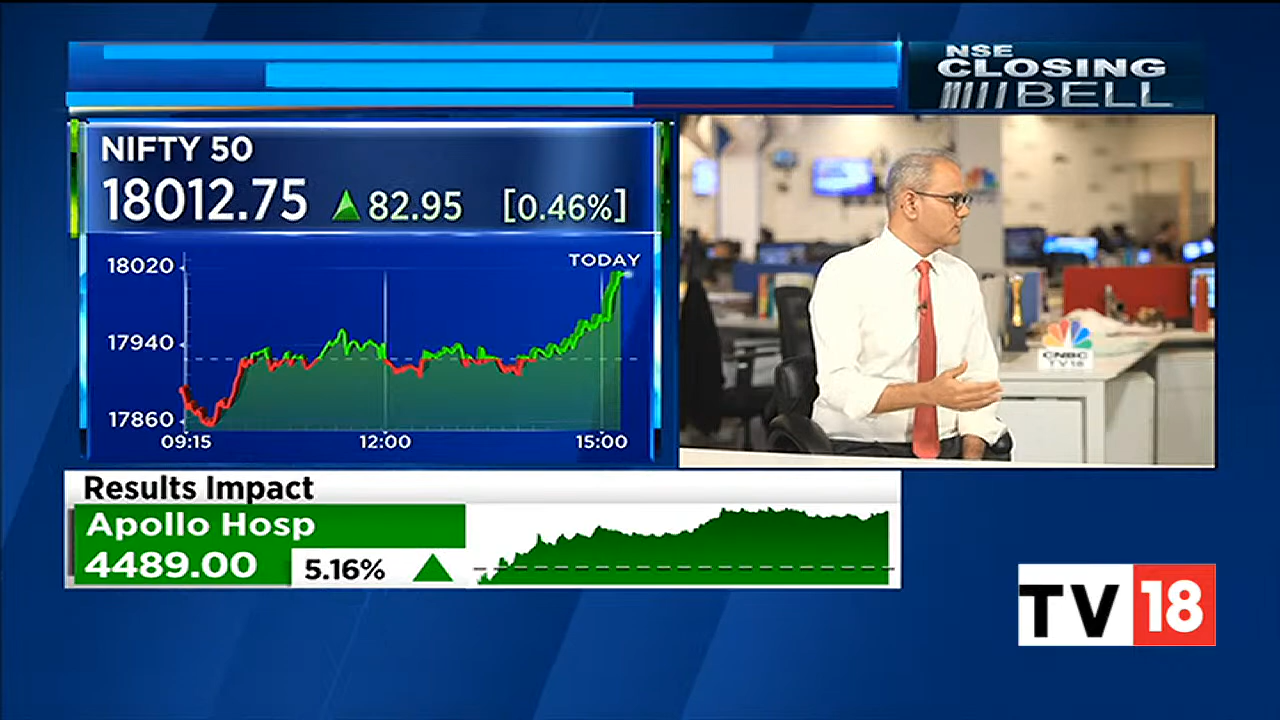 NSE
CLOSING
BELL
NIFTY 50
18012.75 ▲ 82.95 [0.46%]
TODAY
18020
17940
17860
09:15 12:00 15:00
CNBC
TV18
Results Impact
Apollo Hosp
4489.00 5.16% ▲
TV18